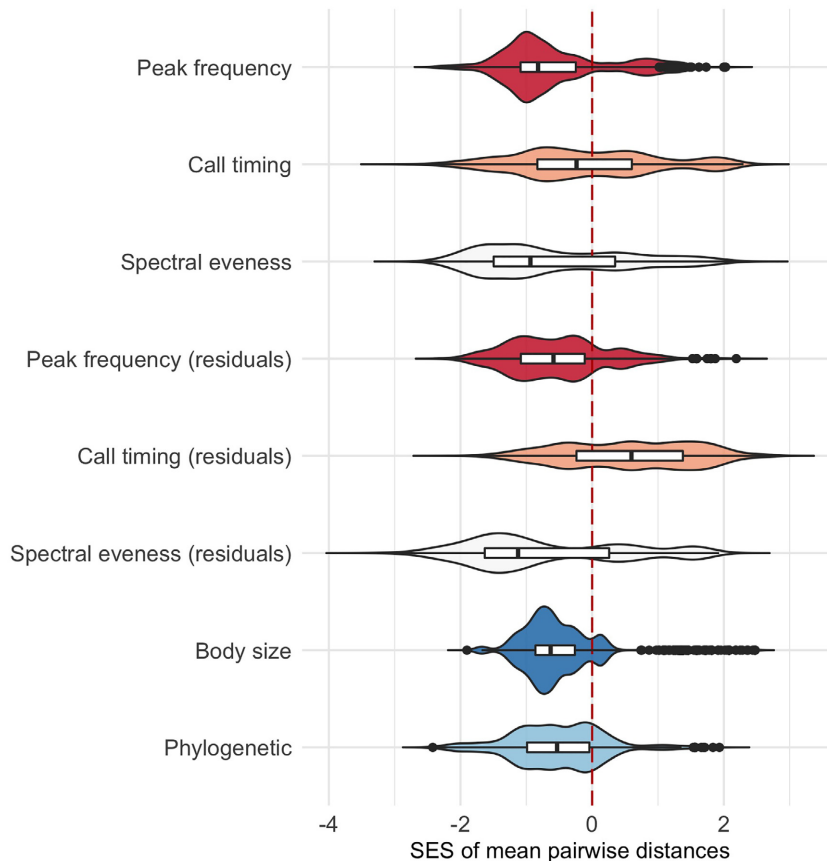 Peak frequency
Call timing
Spectral eveness
Peak frequency (residuals)
Call timing (residuals)
Spectral eveness (residuals)
Body size
Phylogenetic
-4 -2 0 2
SES of mean pairwise distances